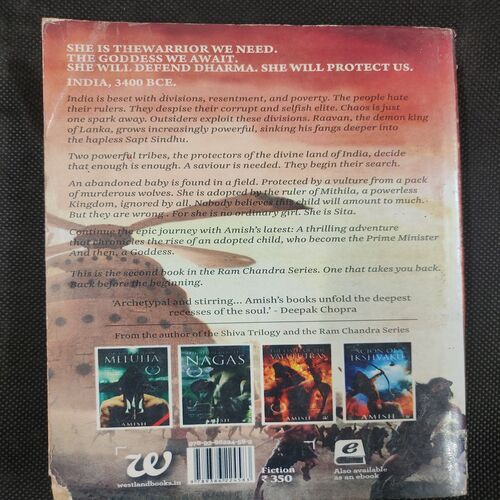 SHE IS THEWARRIOR WE NEED.
THE GODDESS WE AWAIT.
SHE WILL DEFEND DHARMA. SHE WILL PROTECT US.
INDIA, 3400 BCE.
India is beset with divisions, resentment, and poverty. The people hate
their rulers. They despise their corrupt and selfish elite. Chaos is just
one spark away. Outsiders exploit these divisions. Raavan, the demon king
of Lanka, grows increasingly powerful, sinking his fangs deeper into
the hapless Sapt Sindhu.
Two powerful tribes, the protectors of the divine land of India, decide
that enough is enough. A saviour is needed. They begin their search.
An abandoned baby is found in a field. Protected by a vulture from a pack
of murderous wolves. She is adopted by the ruler of Mithila, a powerless
Kingdom, ignored by all. Nobody believes this child will amount to much.
But they are wrong. For she is no ordinary girl. She is Sita.
Continue the epic journey with Amish's latest: A thrilling adventure
that chronicles the rise of an adopted child, who become the Prime Minister
And then, a Goddess.
This is the second book in the Ram Chandra Series. One that takes you back.
Back before the beginning.
'Archetypal and stirring... Amish's books unfold the deepest
recesses of the soul.' - Deepak Chopra
From the author of the Shiva Trilogy and the Ram Chandra Series
MELUHA
AMISH
NAGAS
AMISH
VAYUPUTRAS
AMISH
SCION OF
IKSHVAKU
AMISH
w
westlandbooks.in
Fiction
₹ 350
e
Also available
as an ebook